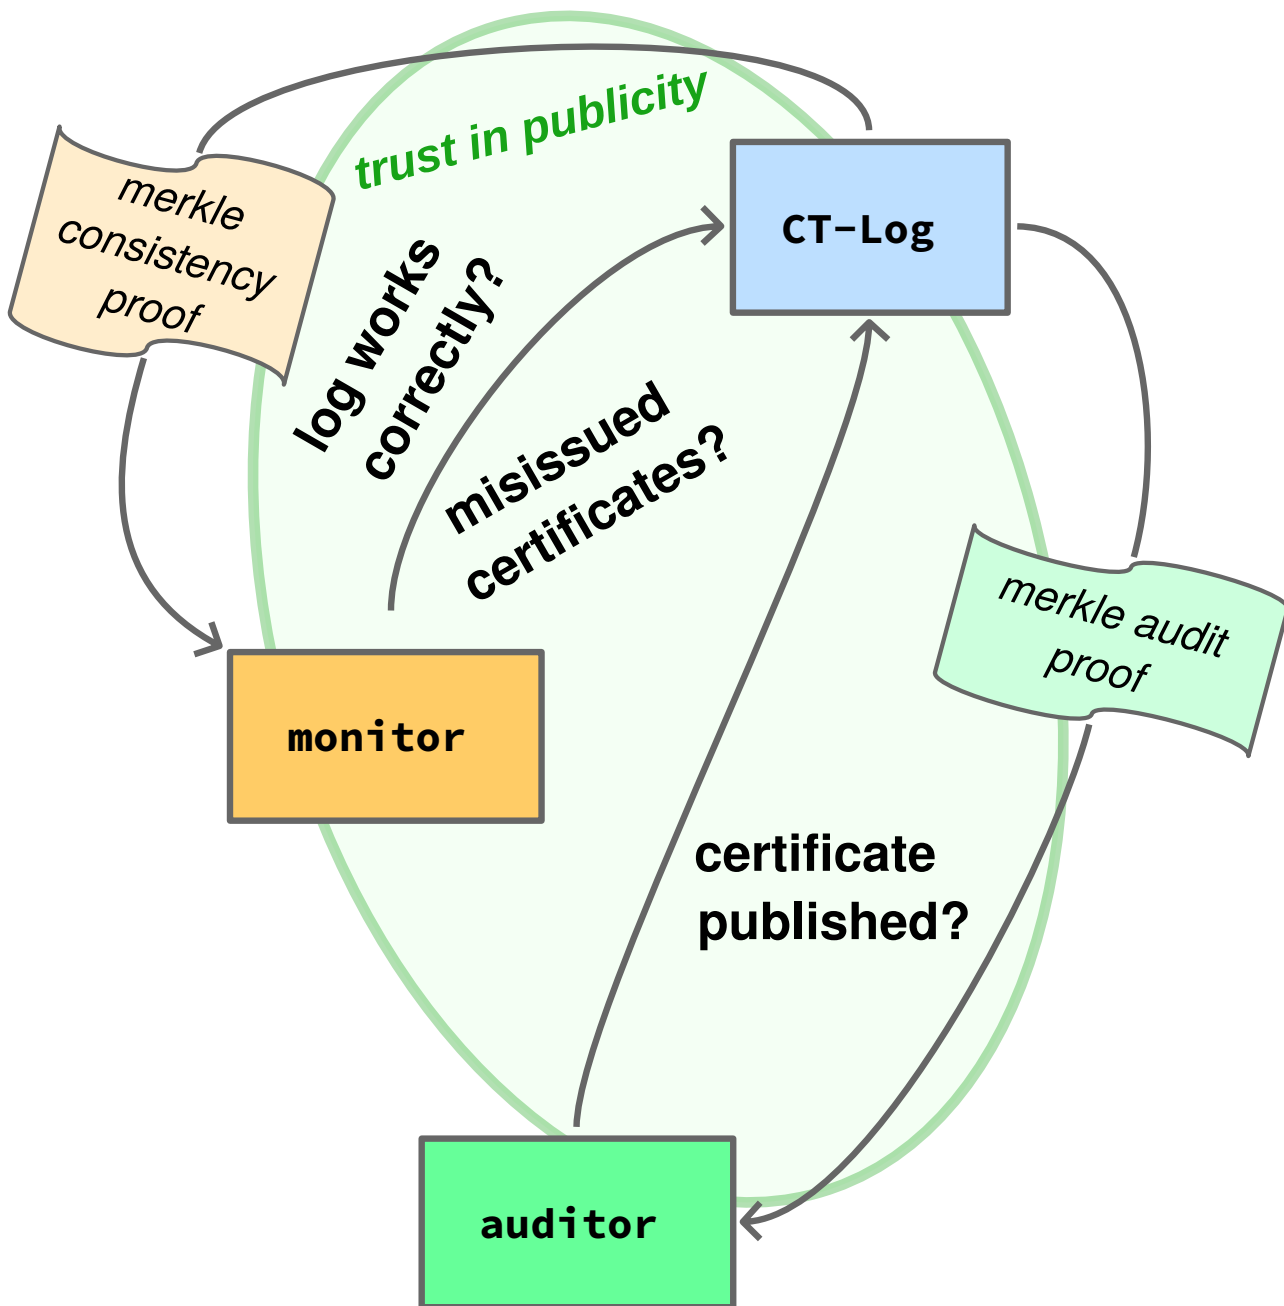 trust in publicity
merkle
consistency
proof
CT-Log
log works
correctly?
misissued
certificates?
merkle audit
proof
monitor
certificate
published?
auditor